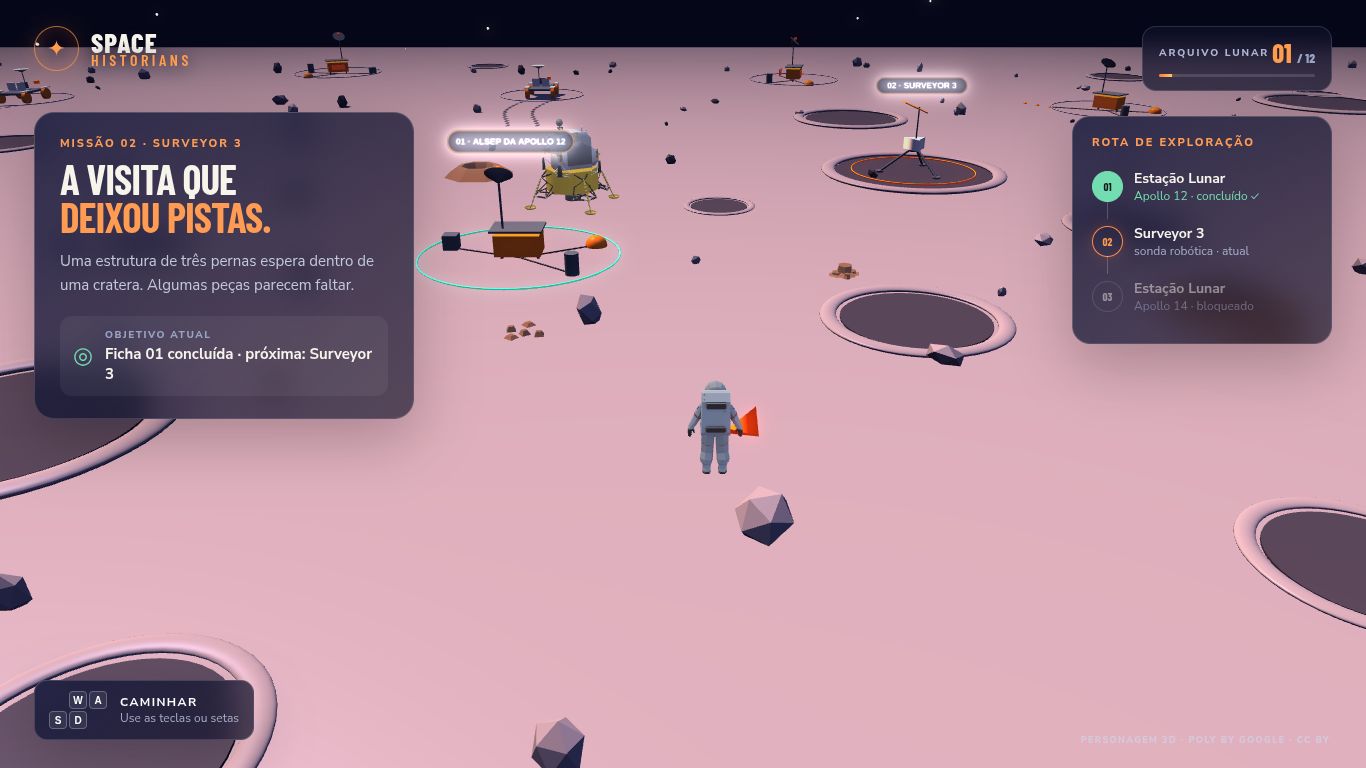 SPACE
HISTORIANS
ARQUIVO LUNAR 01 / 12
02 · SURVEYOR 3
01 · ALSEP DA APOLLO 12
MISSÃO 02 · SURVEYOR 3
A VISITA QUE
DEIXOU PISTAS.
Uma estrutura de três pernas espera dentro de
uma cratera. Algumas peças parecem faltar.
OBJETIVO ATUAL
Ficha 01 concluída · próxima: Surveyor
3
ROTA DE EXPLORAÇÃO
01
Estação Lunar
Apollo 12 · concluído ✓
02
Surveyor 3
sonda robótica · atual
03
Estação Lunar
Apollo 14 · bloqueado
W A
S D
CAMINHAR
Use as teclas ou setas
PERSONAGEM 3D · POLY BY GOOGLE · CC BY